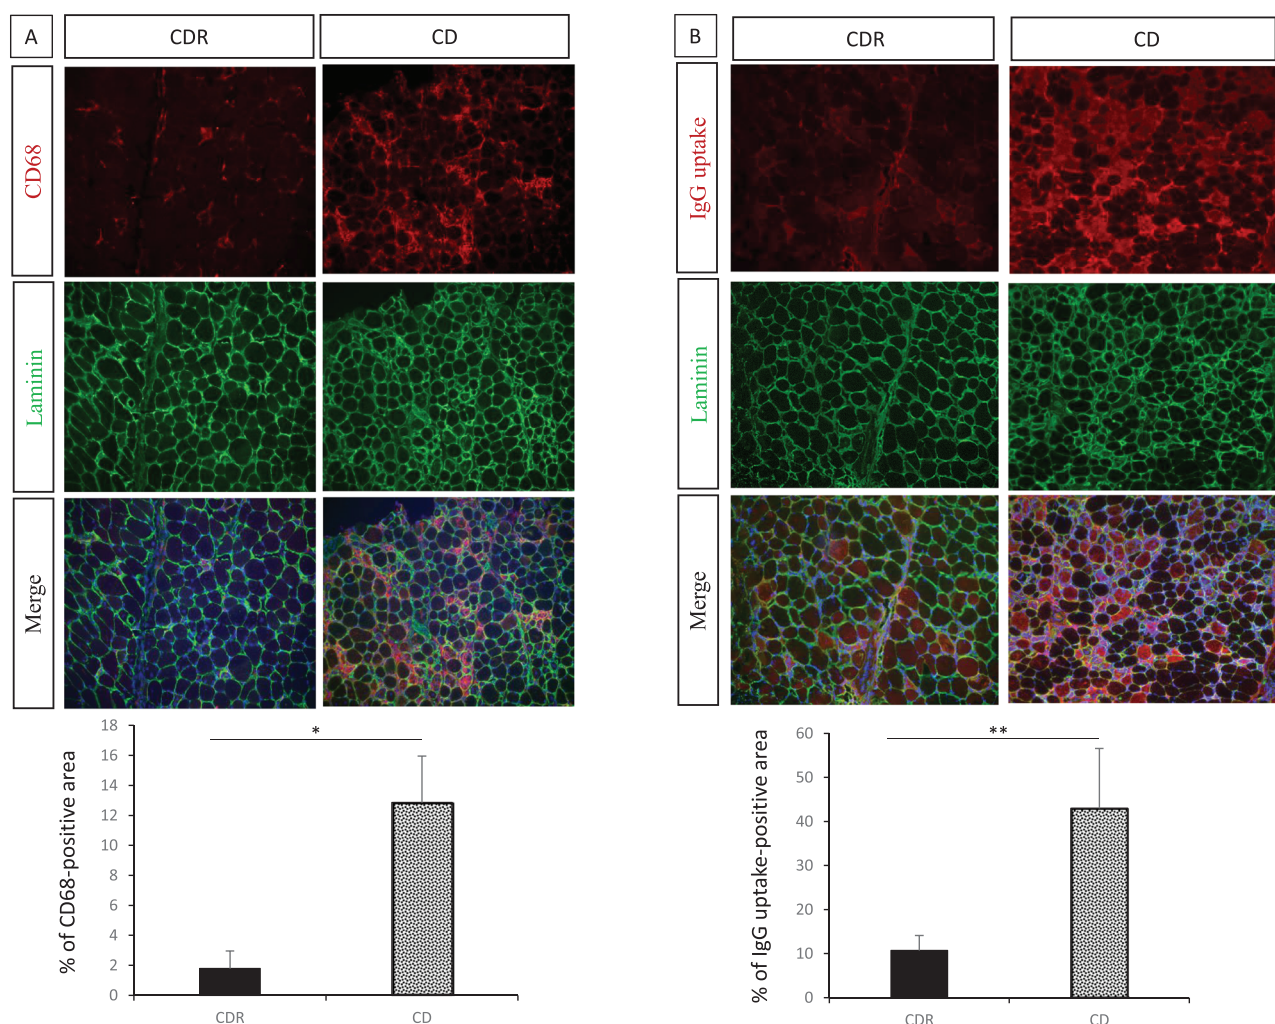 A
CDR
CD
CD68
Laminin
Merge
% of CD68-positive area
18
16
14
12
10
8
6
4
2
0
*
CDR
CD
B
CDR
CD
IgG uptake
Laminin
Merge
% of IgG uptake-positive area
60
50
40
30
20
10
0
**
CDR
CD